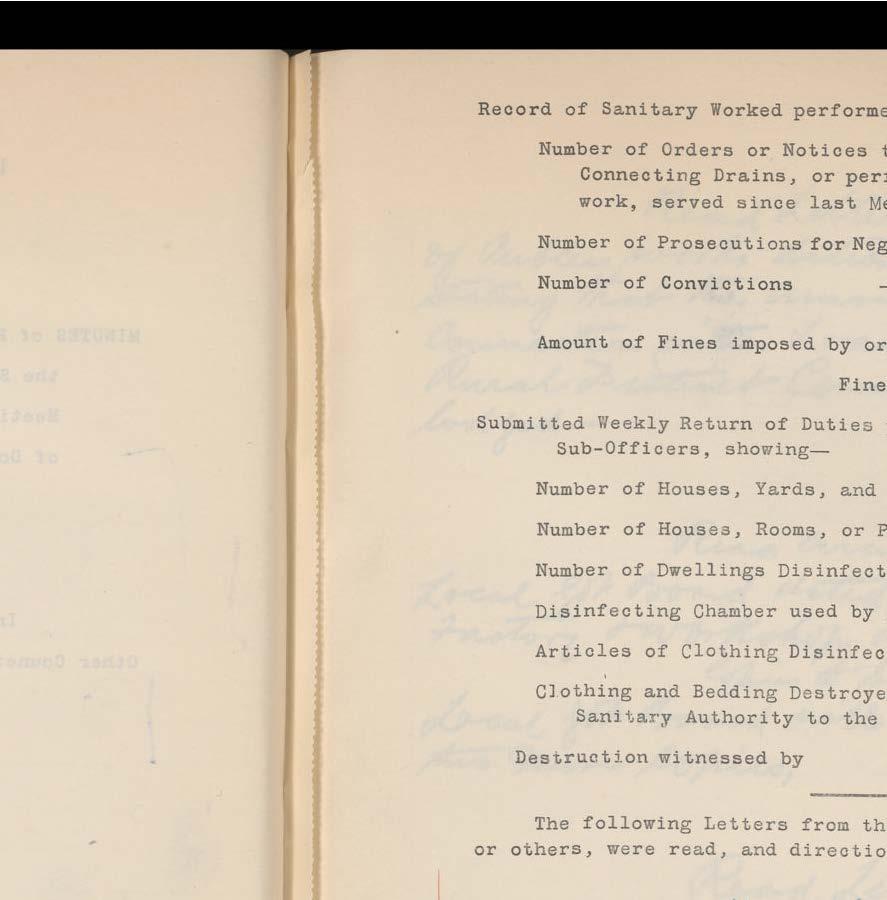 Record of Sanitary Worked performe
Number of Orders or Notices t
Connecting Drains, or peri
work, served since last Me
Number of Prosecutions for Neg
Number of Convictions —
Amount of Fines imposed by or
Fine
Submitted Weekly Return of Duties
Sub-Officers, showing—
Number of Houses, Yards, and
Number of Houses, Rooms, or P
Number of Dwellings Disinfect
Disinfecting Chamber used by
Articles of Clothing Disinfec
Clothing and Bedding Destroye
Sanitary Authority to the
Destruction witnessed by
The following Letters from th
or others, were read, and directio